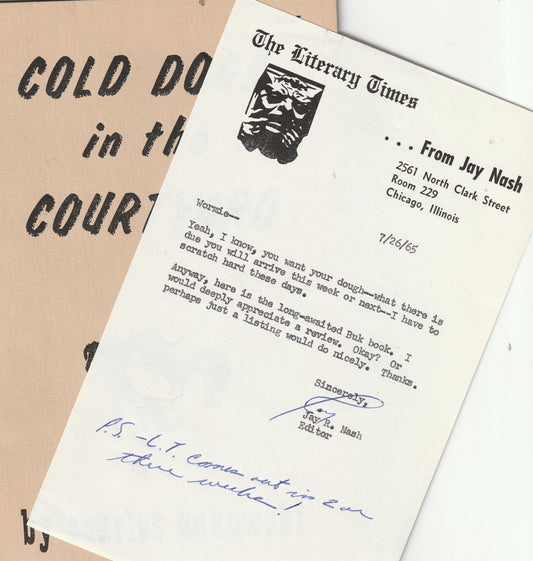 COLD DO
in the
COURT
by
The Literary Times
. . . From Jay Nash
2561 North Clark Street
Room 229
Chicago, Illinois
7/26/65
Wormie--
Yeah, I know, you want your dough--what there is
due you will arrive this week or next--I have to
scratch hard these days.
Anyway, here is the long-awaited Buk book. I
would deeply appreciate a review. Okay? Or
perhaps just a listing would do nicely. Thanks.
Sincerely,
Jay
Jay R. Nash
Editor
P.S. - L.T. comes out in 2 or
three weeks!